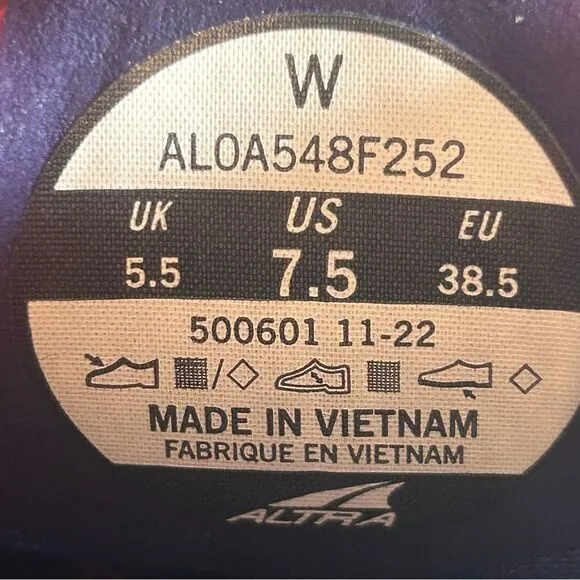 W
AL0A548F252
UK US EU
5.5 7.5 38.5
500601 11-22
MADE IN VIETNAM
FABRIQUE EN VIETNAM
ALTRA